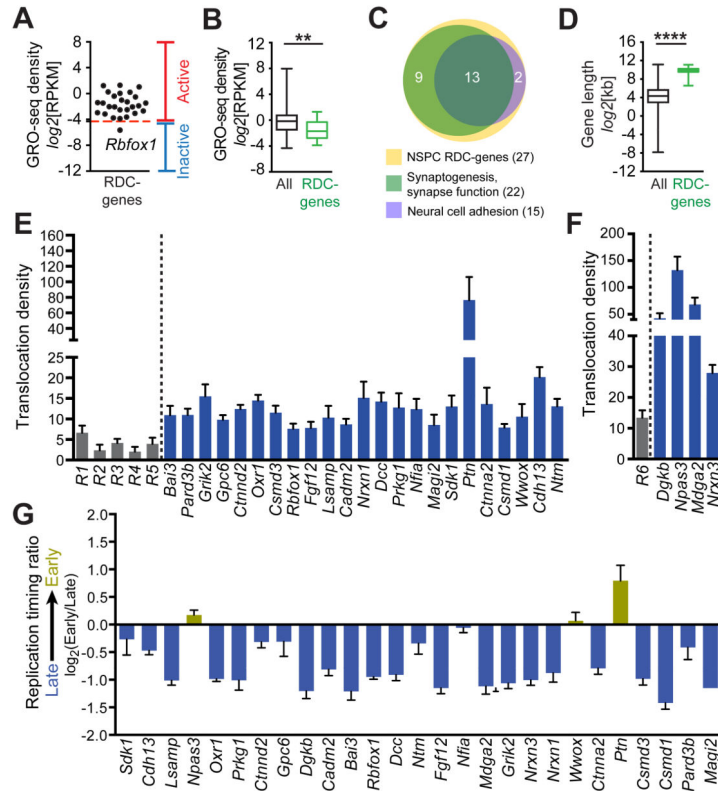 A
GRO-seq density
log2[RPKM]
8
4
0
-4
-8
-12
Rbfox1
RDC-
genes
Active
Inactive
B
GRO-seq density
log2[RPKM]
**
12
8
4
0
-4
-8
All
RDC-
genes
C
9
13
2
NSPC RDC-genes (27)
Synaptogenesis,
synapse function (22)
Neural cell adhesion (15)
D
Gene length
log2[kb]
****
16
12
8
4
0
-4
-8
-12
All
RDC-
genes
E
Translocation density
160
140
120
100
80
60
40
25
20
15
10
5
0
R1
R2
R3
R4
R5
Bai3
Pard3b
Grik2
Gpc6
Ctnnd2
Oxr1
Csmd3
Rbfox1
Fgf12
Lsamp
Cadm2
Nrxn1
Dcc
Prkg1
Nfia
Magi2
Sdk1
Ptn
Ctnna2
Csmd1
Wwox
Cdh13
Ntm
F
Translocation density
200
150
100
50
40
30
20
10
0
R6
Dgkb
Npas3
Mdga2
Nrxn3
G
Replication timing ratio
Late Early
log2(Early/Late)
2.0
1.5
1.0
0.5
0.0
-0.5
-1.0
-1.5
-2.0
Sdk1
Cdh13
Lsamp
Npas3
Oxr1
Prkg1
Ctnnd2
Gpc6
Dgkb
Cadm2
Bai3
Rbfox1
Dcc
Ntm
Fgf12
Nfia
Mdga2
Grik2
Nrxn3
Nrxn1
Wwox
Ctnna2
Ptn
Csmd3
Csmd1
Pard3b
Magi2